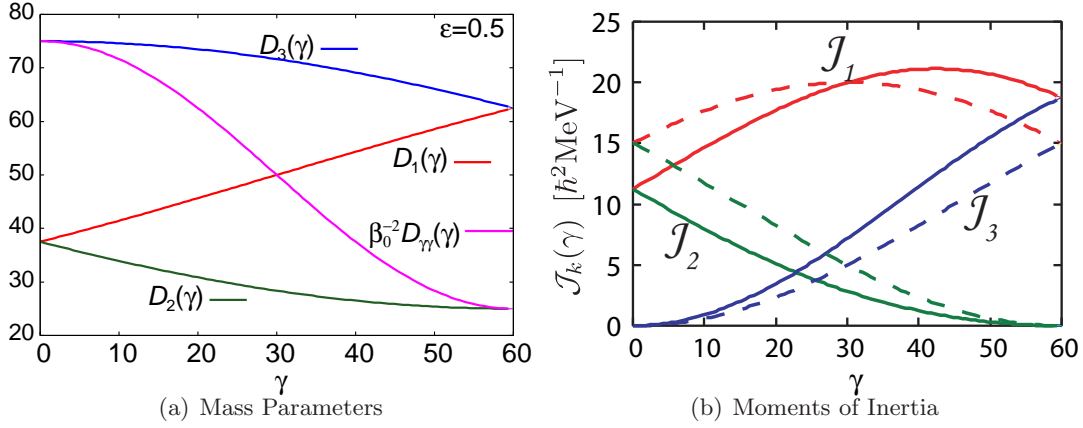 ε=0.5
D₃(γ)
D₁(γ)
β₀⁻²D_γγ(γ)
D₂(γ)
70
60
50
40
30
20
0 10 20 30 40 50 60
γ
(a) Mass Parameters
25
20
15
10
5
0
𝒥ₖ(γ) [ℏ²MeV⁻¹]
𝒥₁
𝒥₂
𝒥₃
0 10 20 30 40 50 60
γ
(b) Moments of Inertia